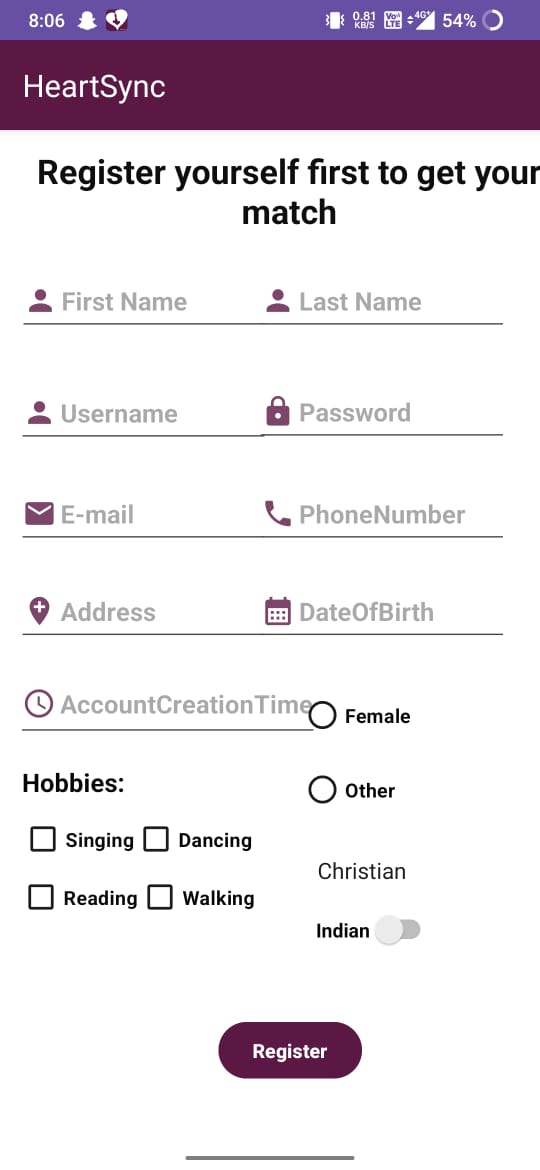 8:06 0.81 KB/S Vo LTE 4G+ 54%
HeartSync
Register yourself first to get your
match
First Name Last Name
Username Password
E-mail PhoneNumber
Address DateOfBirth
AccountCreationTime Female
Hobbies:
Other
Singing Dancing
Christian
Reading Walking
Indian
Register